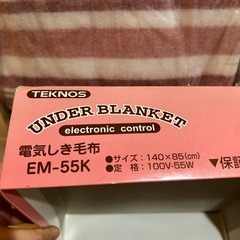 TEKNOS
UNDER BLANKET
electronic control
電気しき毛布
EM-55K
●サイズ：140×85(cm)
●定　格：100V-55W
▼保証